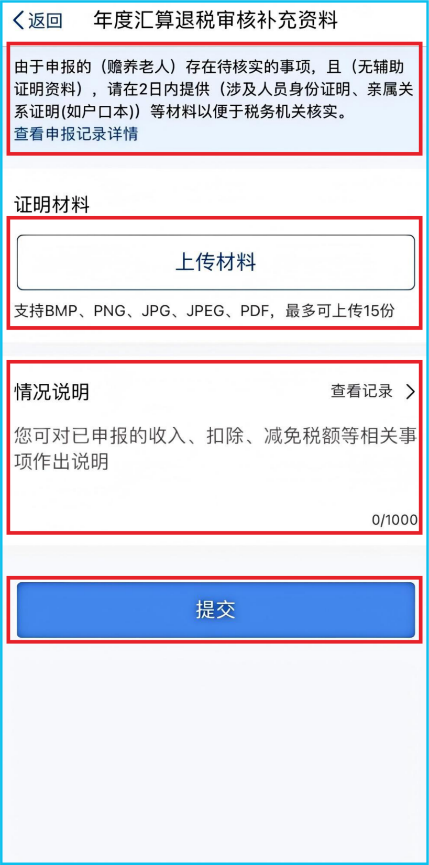 返回 年度汇算退税审核补充资料
由于申报的（赡养老人）存在待核实的事项，且（无辅助
证明资料），请在2日内提供（涉及人员身份证明、亲属关
系证明(如户口本)）等材料以便于税务机关核实。
查看申报记录详情
证明材料
上传材料
支持BMP、PNG、JPG、JPEG、PDF，最多可上传15份
情况说明 查看记录
您可对已申报的收入、扣除、减免税额等相关事
项作出说明
0/1000
提交